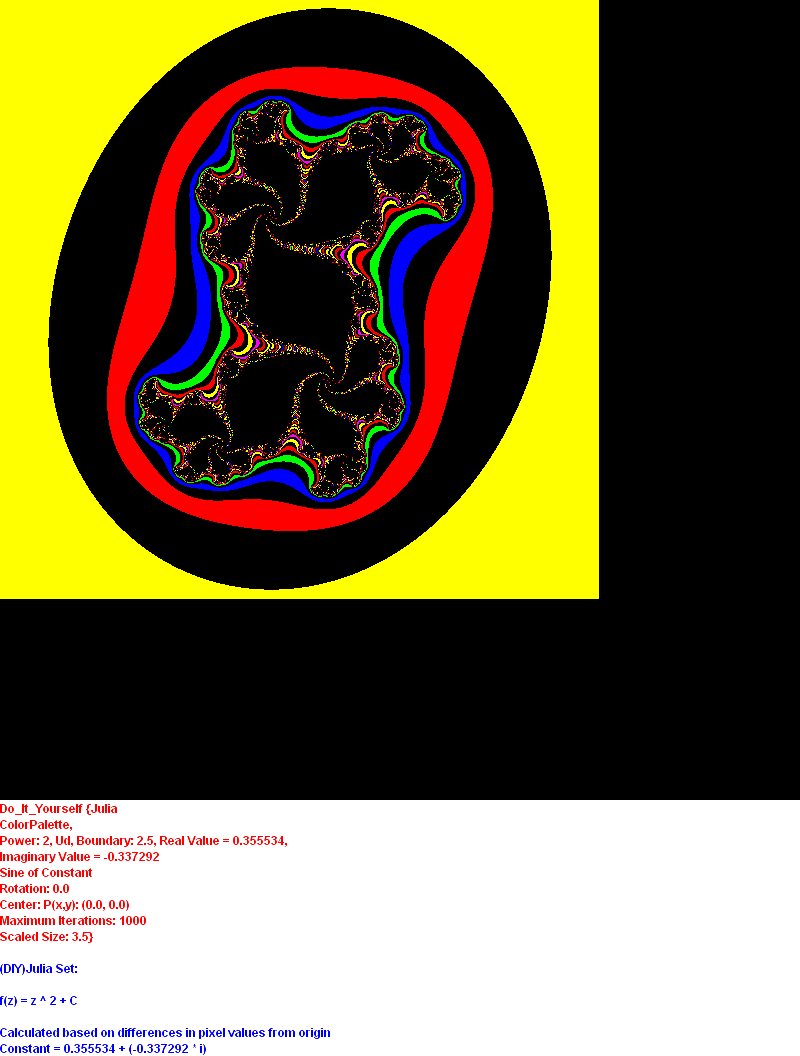 Do_It_Yourself {Julia
ColorPalette,
Power: 2, Ud, Boundary: 2.5, Real Value = 0.355534,
Imaginary Value = -0.337292
Sine of Constant
Rotation: 0.0
Center: P(x,y): (0.0, 0.0)
Maximum Iterations: 1000
Scaled Size: 3.5}
(DIY)Julia Set:
f(z) = z ^ 2 + C
Calculated based on differences in pixel values from origin
Constant = 0.355534 + (-0.337292 * i)